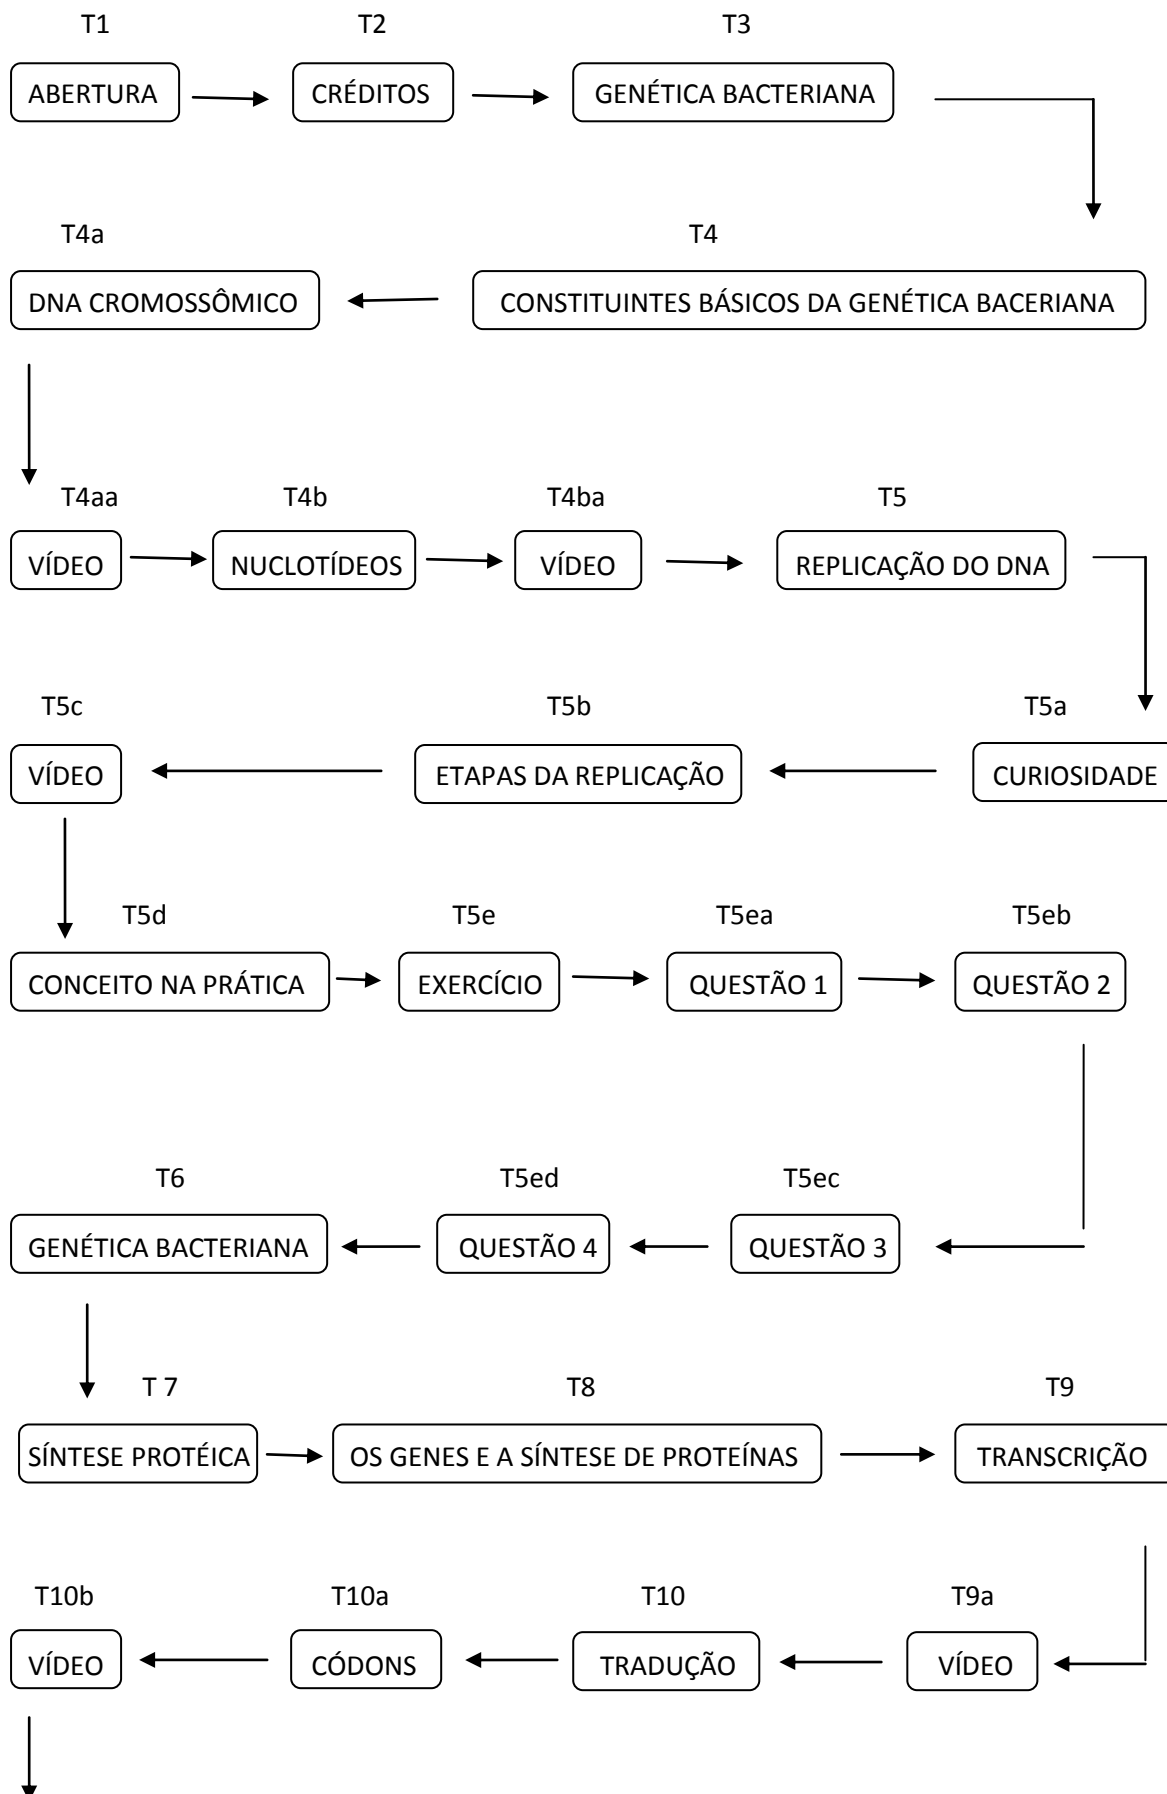 T1 T2 T3
ABERTURA CRÉDITOS GENÉTICA BACTERIANA
T4a T4
DNA CROMOSSÔMICO CONSTITUINTES BÁSICOS DA GENÉTICA BACERIANA
T4aa T4b T4ba T5
VÍDEO NUCLOTÍDEOS VÍDEO REPLICAÇÃO DO DNA
T5c T5b T5a
VÍDEO ETAPAS DA REPLICAÇÃO CURIOSIDADE
T5d T5e T5ea T5eb
CONCEITO NA PRÁTICA EXERCÍCIO QUESTÃO 1 QUESTÃO 2
T6 T5ed T5ec
GENÉTICA BACTERIANA QUESTÃO 4 QUESTÃO 3
T 7 T8 T9
SÍNTESE PROTÉICA OS GENES E A SÍNTESE DE PROTEÍNAS TRANSCRIÇÃO
T10b T10a T10 T9a
VÍDEO CÓDONS TRADUÇÃO VÍDEO